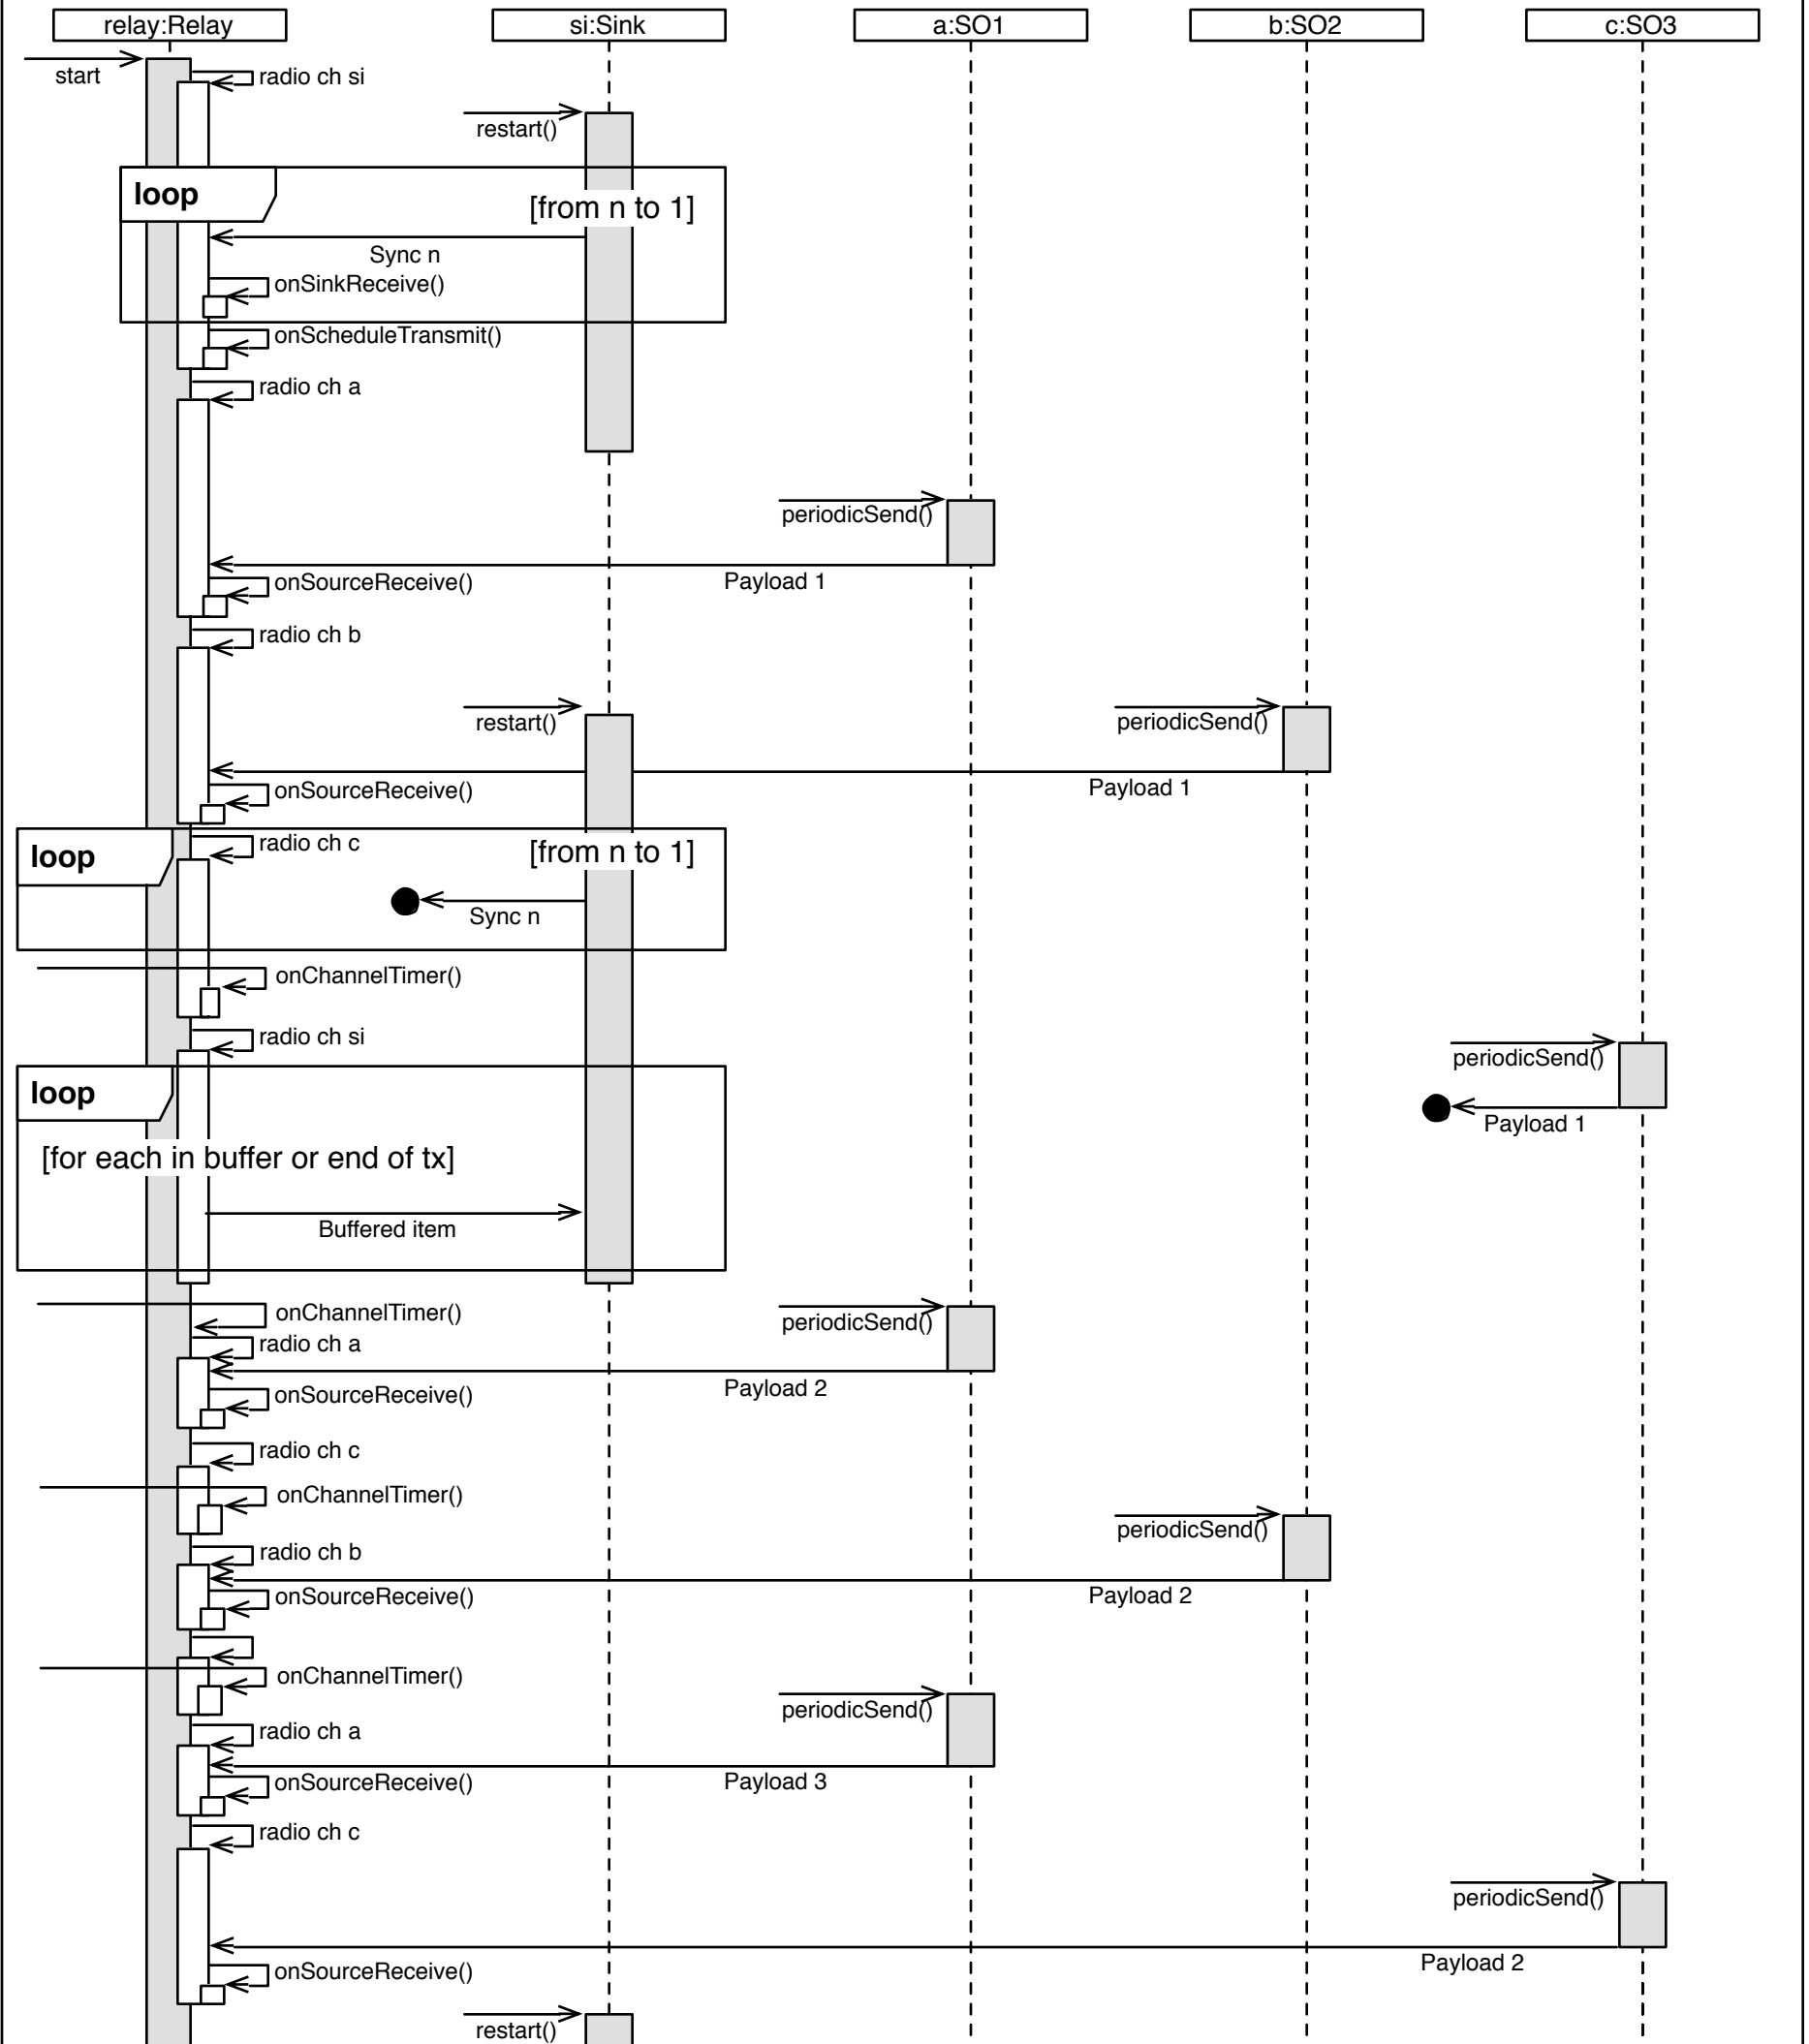 relay:Relay
si:Sink
a:SO1
b:SO2
c:SO3
start
radio ch si
restart()
loop
[from n to 1]
Sync n
onSinkReceive()
onScheduleTransmit()
radio ch a
periodicSend()
onSourceReceive()
Payload 1
radio ch b
restart()
periodicSend()
onSourceReceive()
Payload 1
loop
radio ch c
[from n to 1]
Sync n
onChannelTimer()
radio ch si
periodicSend()
loop
Payload 1
[for each in buffer or end of tx]
Buffered item
onChannelTimer()
periodicSend()
radio ch a
Payload 2
onSourceReceive()
radio ch c
onChannelTimer()
periodicSend()
radio ch b
onSourceReceive()
Payload 2
onChannelTimer()
periodicSend()
radio ch a
onSourceReceive()
Payload 3
radio ch c
periodicSend()
Payload 2
onSourceReceive()
restart()